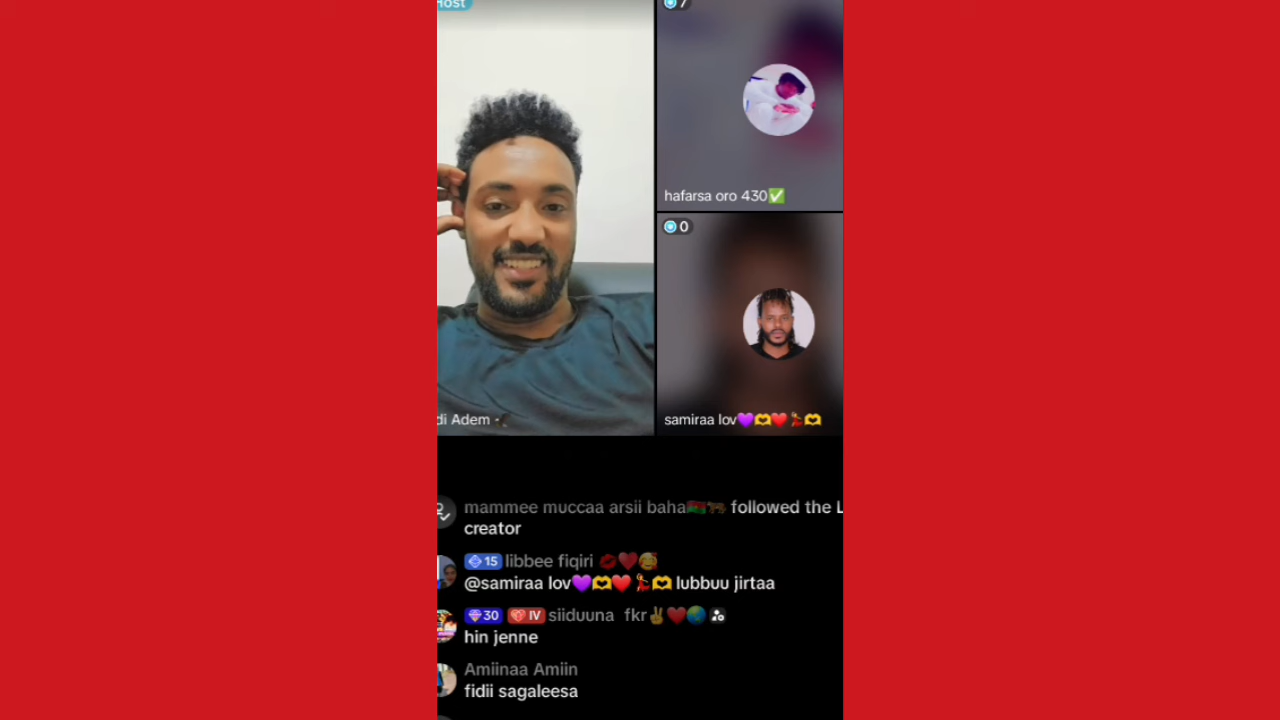 Host
7
hafarsa oro 430✅
0
di Adem -
samiraa lov💜🫶❤️💃🫶
mammee muccaa arsii baha followed the L
creator
15 libbee fiqiri 💋❤️🥰
@samiraa lov💜🫶❤️💃🫶 lubbuu jirtaa
30 IV siiduuna fkr✌️❤️🌍
hin jenne
Amiinaa Amiin
fidii sagaleesa